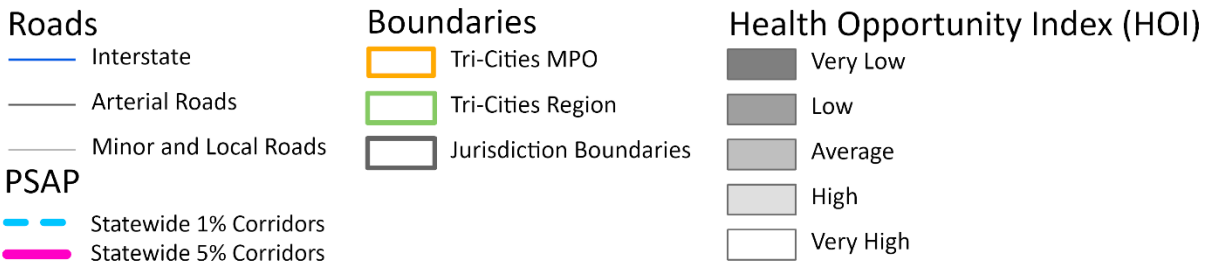 Roads
Interstate
Arterial Roads
Minor and Local Roads
PSAP
Statewide 1% Corridors
Statewide 5% Corridors
Boundaries
Tri-Cities MPO
Tri-Cities Region
Jurisdiction Boundaries
Health Opportunity Index (HOI)
Very Low
Low
Average
High
Very High